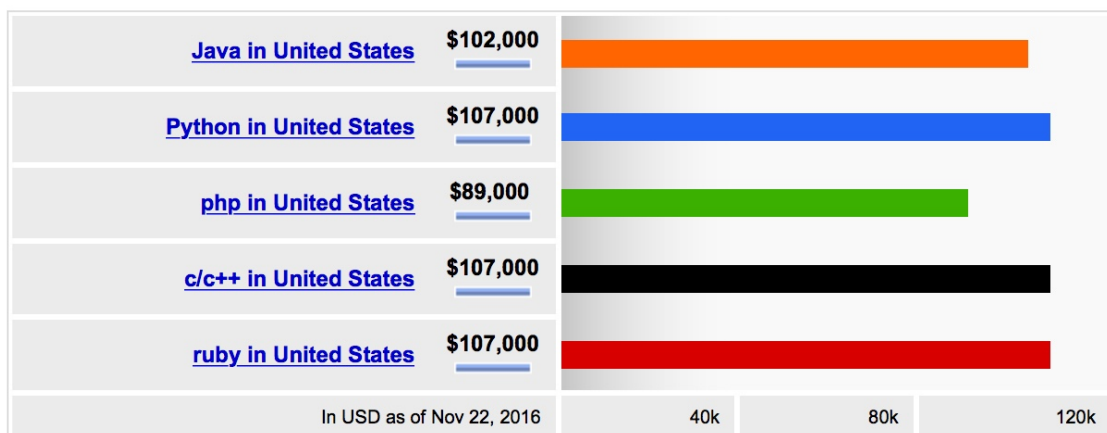 Java in United States $102,000
Python in United States $107,000
php in United States $89,000
c/c++ in United States $107,000
ruby in United States $107,000
In USD as of Nov 22, 2016 40k 80k 120k